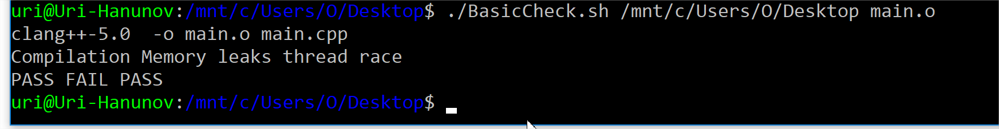 uri@Uri-Hanunov:/mnt/c/Users/O/Desktop$ ./BasicCheck.sh /mnt/c/Users/O/Desktop main.o
clang++-5.0  -o main.o main.cpp
Compilation Memory leaks thread race
PASS FAIL PASS
uri@Uri-Hanunov:/mnt/c/Users/O/Desktop$